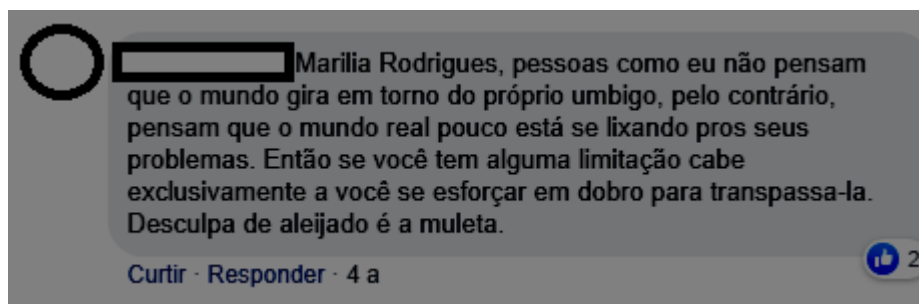 Marilia Rodrigues, pessoas como eu não pensam
que o mundo gira em torno do próprio umbigo, pelo contrário,
pensam que o mundo real pouco está se lixando pros seus
problemas. Então se você tem alguma limitação cabe
exclusivamente a você se esforçar em dobro para transpassa-la.
Desculpa de aleijado é a muleta.
2
Curtir · Responder · 4 a